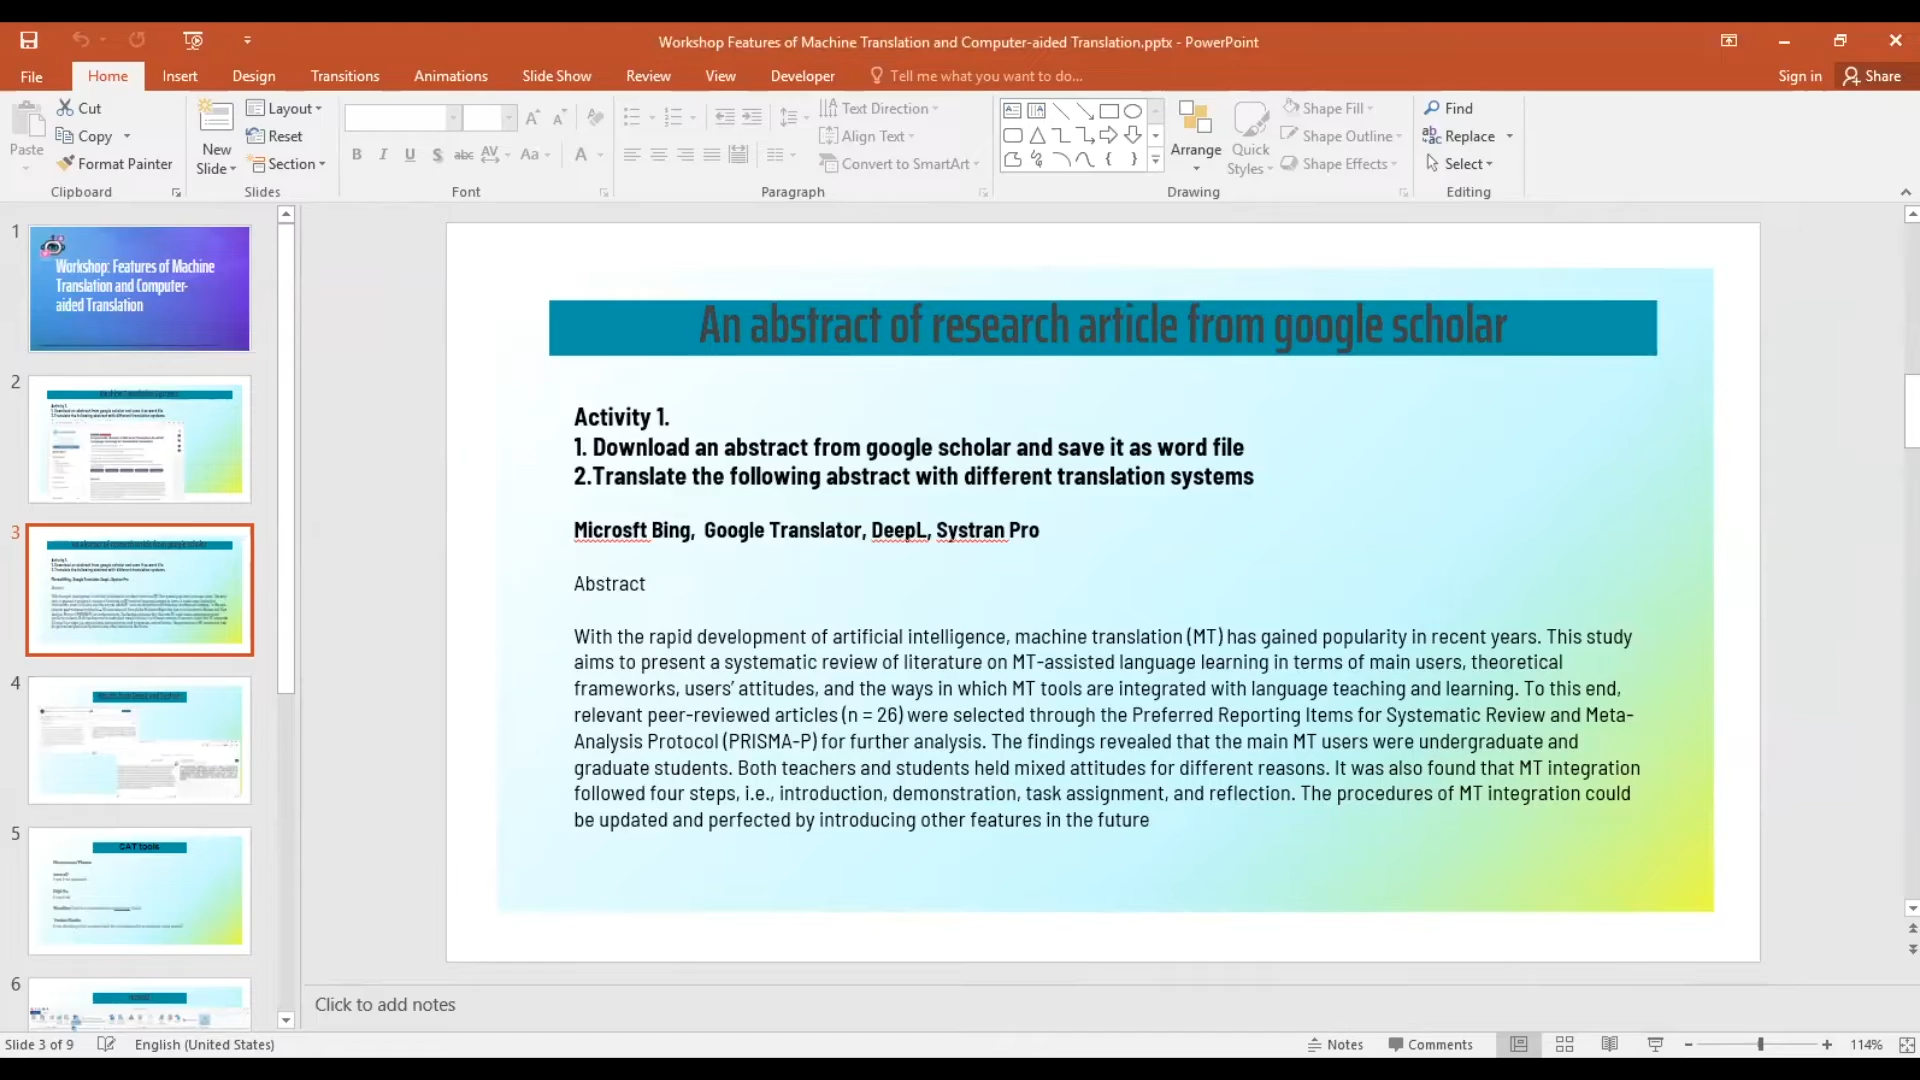 Workshop Features of Machine Translation and Computer-aided Translation.pptx - PowerPoint
File Home Insert Design Transitions Animations Slide Show Review View Developer Tell me what you want to do... Sign in Share
Paste
Cut
Copy
Format Painter
Clipboard
New
Slide
Layout
Reset
Section
Slides
Font
Text Direction
Align Text
Convert to SmartArt
Paragraph
Arrange
Quick
Styles
Shape Fill
Shape Outline
Shape Effects
Drawing
Find
Replace
Select
Editing
1
Workshop: Features of Machine
Translation and Computer-
aided Translation
2
3
4
5
CAT tools
6
An abstract of research article from google scholar
Activity 1.
1. Download an abstract from google scholar and save it as word file
2.Translate the following abstract with different translation systems
Microsft Bing, Google Translator, DeepL, Systran Pro
Abstract
With the rapid development of artificial intelligence, machine translation (MT) has gained popularity in recent years. This study
aims to present a systematic review of literature on MT-assisted language learning in terms of main users, theoretical
frameworks, users’ attitudes, and the ways in which MT tools are integrated with language teaching and learning. To this end,
relevant peer-reviewed articles (n = 26) were selected through the Preferred Reporting Items for Systematic Review and Meta-
Analysis Protocol (PRISMA-P) for further analysis. The findings revealed that the main MT users were undergraduate and
graduate students. Both teachers and students held mixed attitudes for different reasons. It was also found that MT integration
followed four steps, i.e., introduction, demonstration, task assignment, and reflection. The procedures of MT integration could
be updated and perfected by introducing other features in the future
Click to add notes
Slide 3 of 9 English (United States) Notes Comments 114%